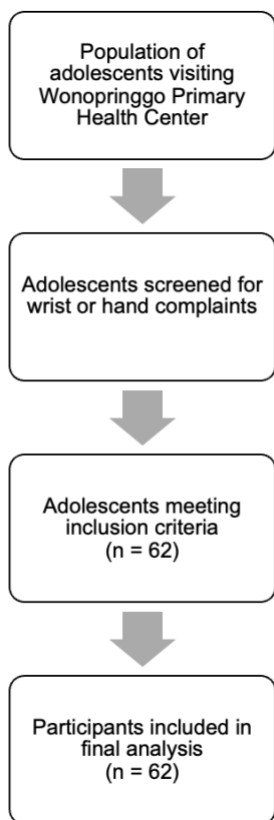 Population of
adolescents visiting
Wonopringgo Primary
Health Center
Adolescents screened for
wrist or hand complaints
Adolescents meeting
inclusion criteria
(n = 62)
Participants included in
final analysis
(n = 62)